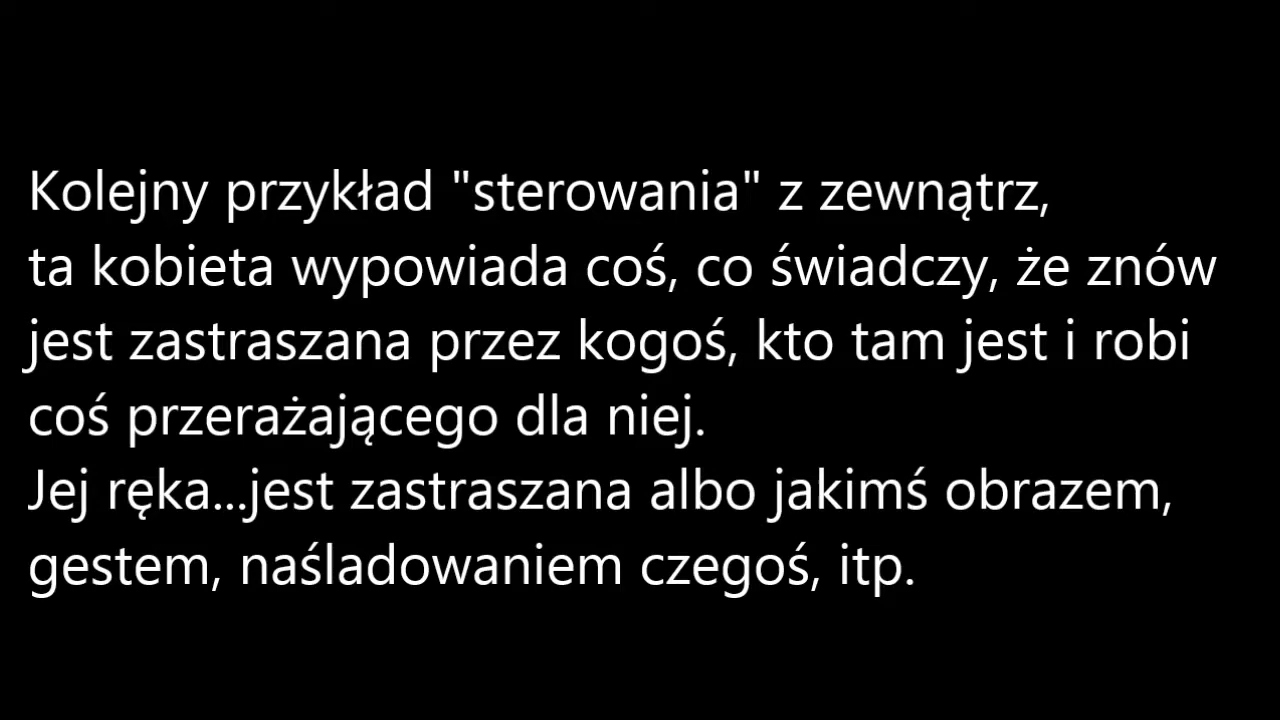 Kolejny przykład "sterowania" z zewnątrz,
ta kobieta wypowiada coś, co świadczy, że znów
jest zastraszana przez kogoś, kto tam jest i robi
coś przerażającego dla niej.
Jej ręka...jest zastraszana albo jakimś obrazem,
gestem, naśladowaniem czegoś, itp.